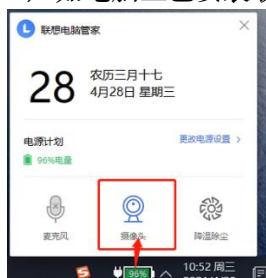 联想电脑管家
28
农历三月十七
4月28日 星期三
电源计划
更改电源设置 >
96%电量
麦克风
摄像头
降温除尘
96%
10:52 周三